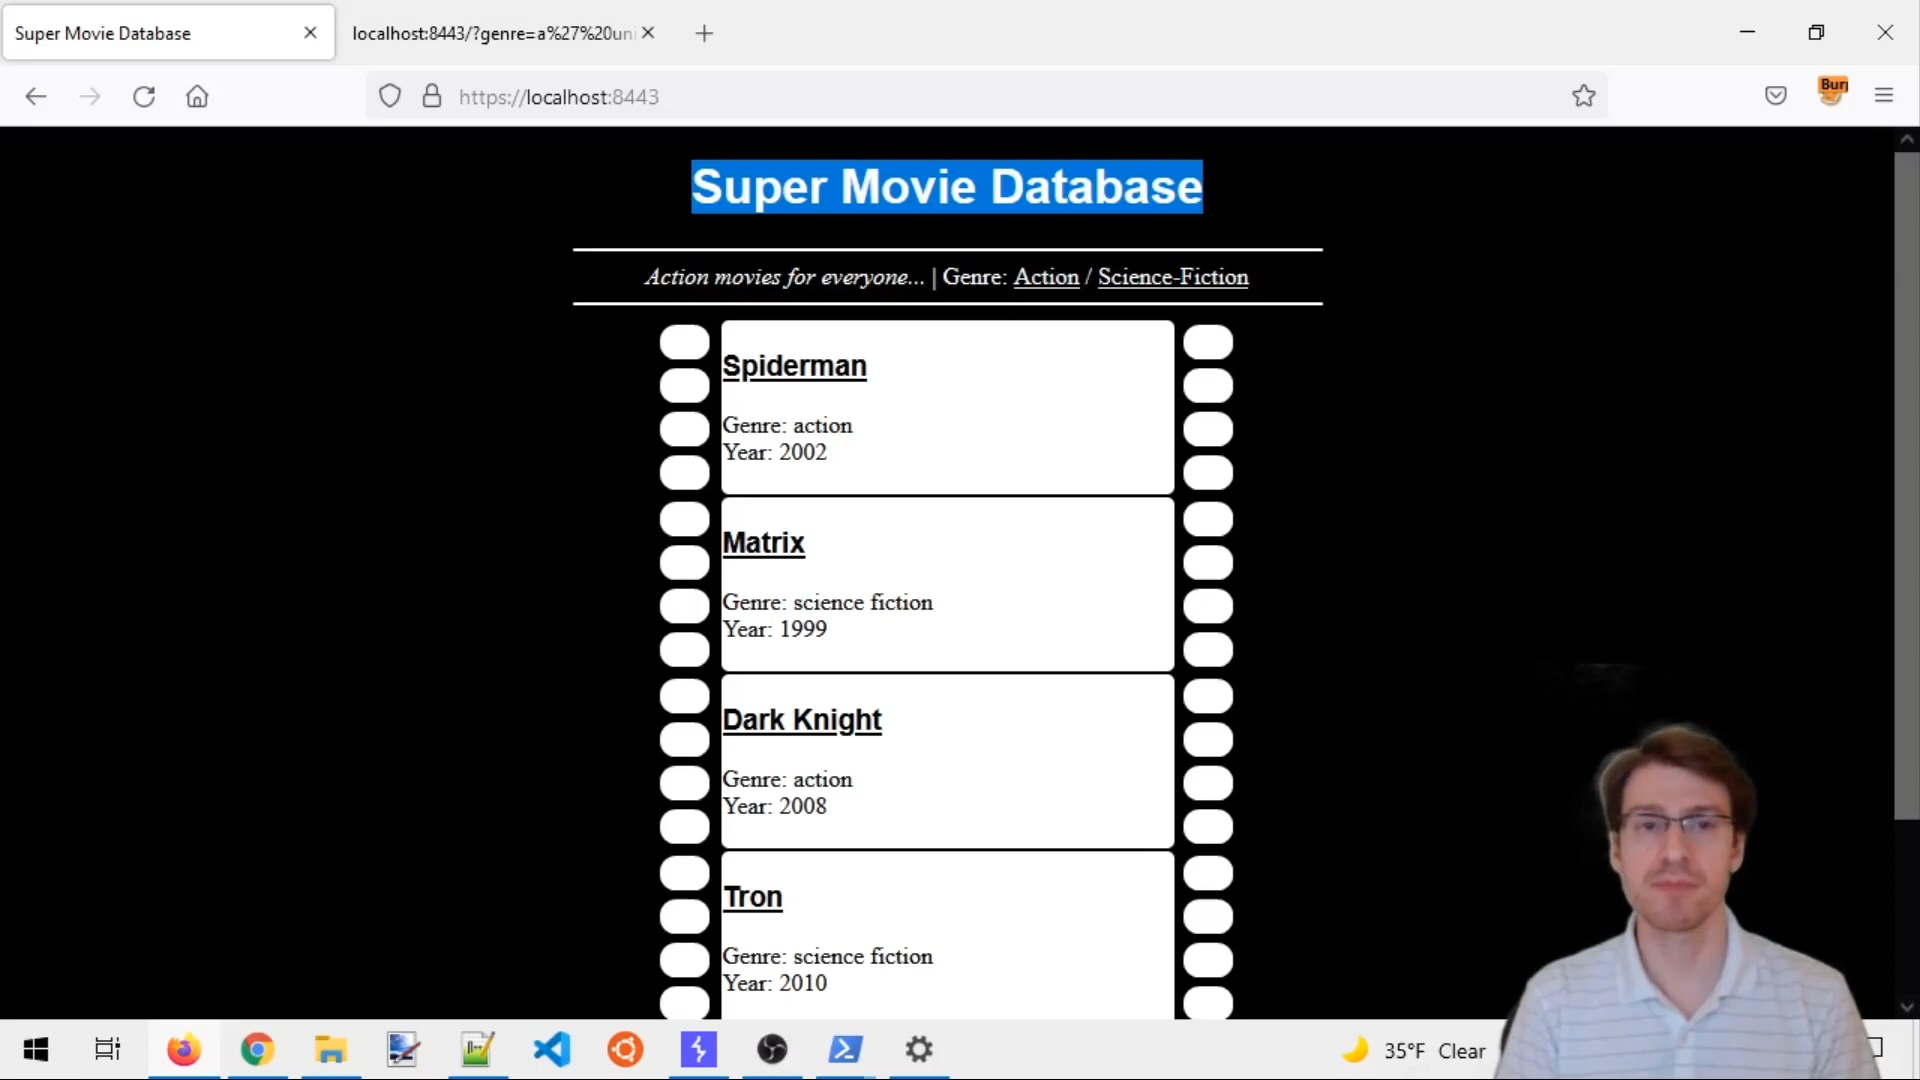 Super Movie Database
localhost:8443/?genre=a%27%20uni
https://localhost:8443
Bur
Super Movie Database
Action movies for everyone... | Genre: Action / Science-Fiction
Spiderman
Genre: action
Year: 2002
Matrix
Genre: science fiction
Year: 1999
Dark Knight
Genre: action
Year: 2008
Tron
Genre: science fiction
Year: 2010
35°F Clear